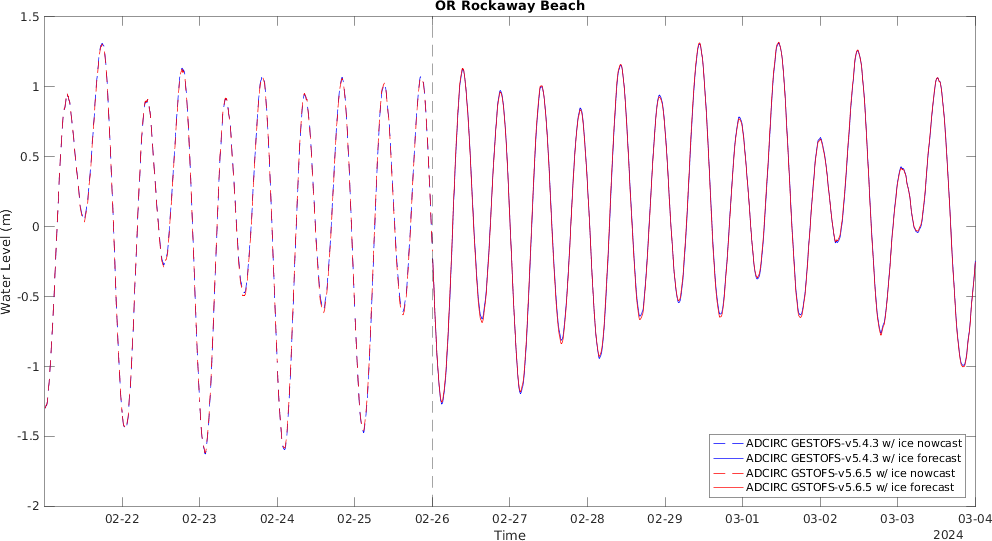 OR Rockaway Beach
1.5
1
0.5
0
-0.5
-1
-1.5
-2
Water Level (m)
02-22 02-23 02-24 02-25 02-26 02-27 02-28 02-29 03-01 03-02 03-03 03-04
Time
2024
ADCIRC GESTOFS-v5.4.3 w/ ice nowcast
ADCIRC GESTOFS-v5.4.3 w/ ice forecast
ADCIRC GSTOFS-v5.6.5 w/ ice nowcast
ADCIRC GSTOFS-v5.6.5 w/ ice forecast